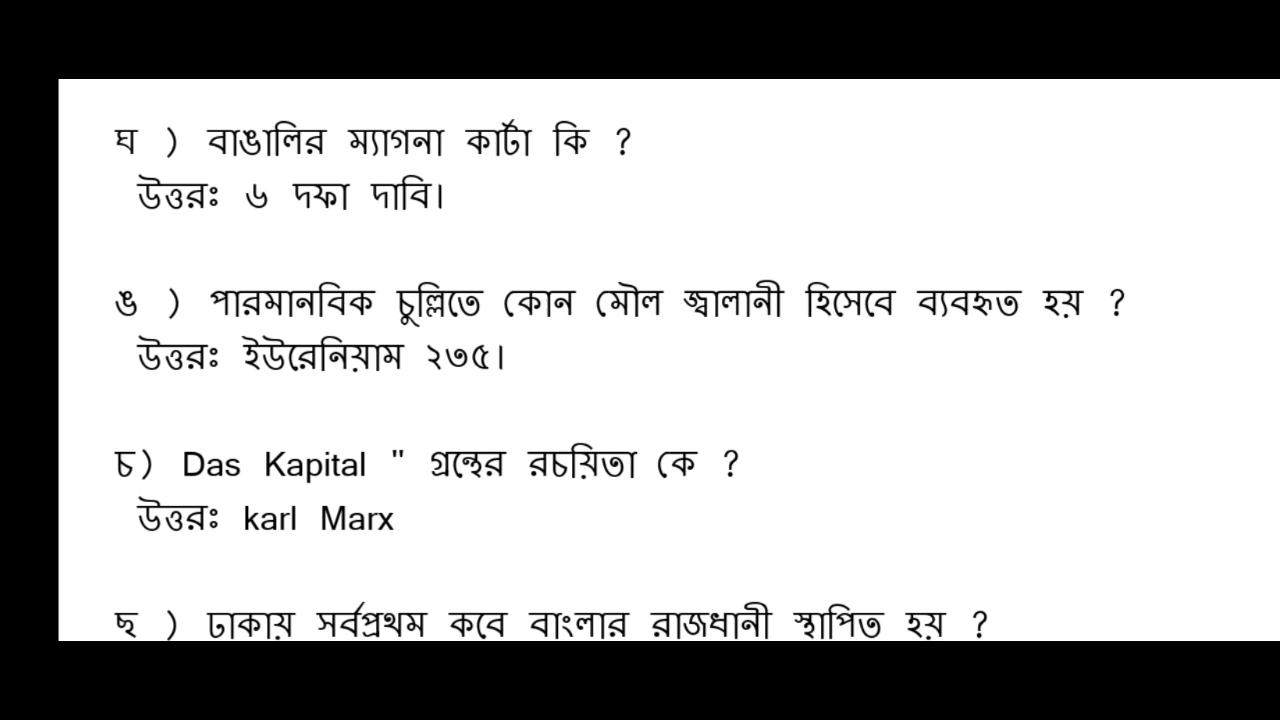 ঘ ) বাঙালির ম্যাগনা কার্টা কি ?
উত্তরঃ ৬ দফা দাবি।
ঙ ) পারমানবিক চুল্লিতে কোন মৌল জ্বালানী হিসেবে ব্যবহৃত হয় ?
উত্তরঃ ইউরেনিয়াম ২৩৫।
চ) Das Kapital " গ্রন্থের রচয়িতা কে ?
উত্তরঃ karl Marx
ছ ) ঢাকায় সর্বপ্রথম কবে বাংলার রাজধানী স্থাপিত হয় ?